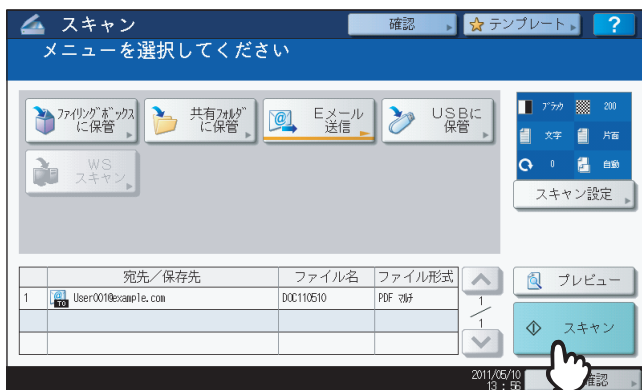 スキャン
確認
テンプレート
?
メニューを選択してください
ファイリングボックス
に保管
共有フォルダ
に保管
Eメール
送信
USBに
保管
WS
スキャン
ブラック
200
文字
片面
0
自動
スキャン設定
宛先／保存先
ファイル名
ファイル形式
1
User001@example.com
DOC110510
PDF マルチ
TO
1
1
プレビュー
スキャン
2011/05/10
13:56
確認